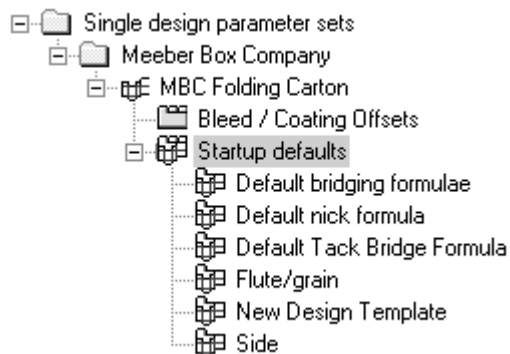 Single design parameter sets
Meeber Box Company
MBC Folding Carton
Bleed / Coating Offsets
Startup defaults
Default bridging formulae
Default nick formula
Default Tack Bridge Formula
Flute/grain
New Design Template
Side